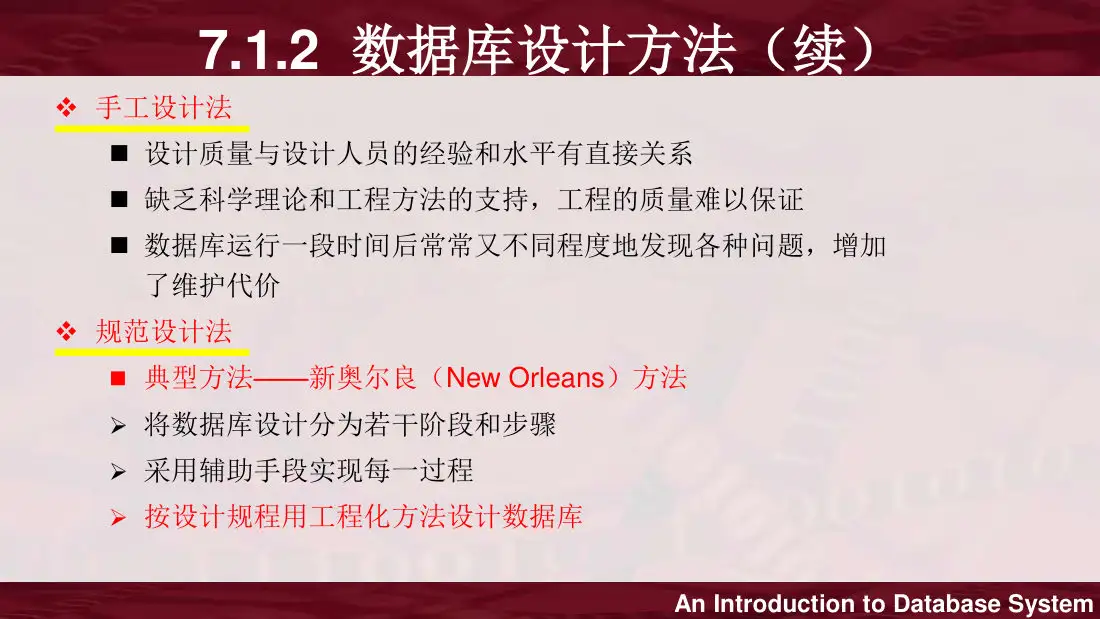 7.1.2 数据库设计方法（续）
❖ 手工设计法
■ 设计质量与设计人员的经验和水平有直接关系
■ 缺乏科学理论和工程方法的支持，工程的质量难以保证
■ 数据库运行一段时间后常常又不同程度地发现各种问题，增加
了维护代价
❖ 规范设计法
■ 典型方法——新奥尔良（New Orleans）方法
➢ 将数据库设计分为若干阶段和步骤
➢ 采用辅助手段实现每一过程
➢ 按设计规程用工程化方法设计数据库
An Introduction to Database System